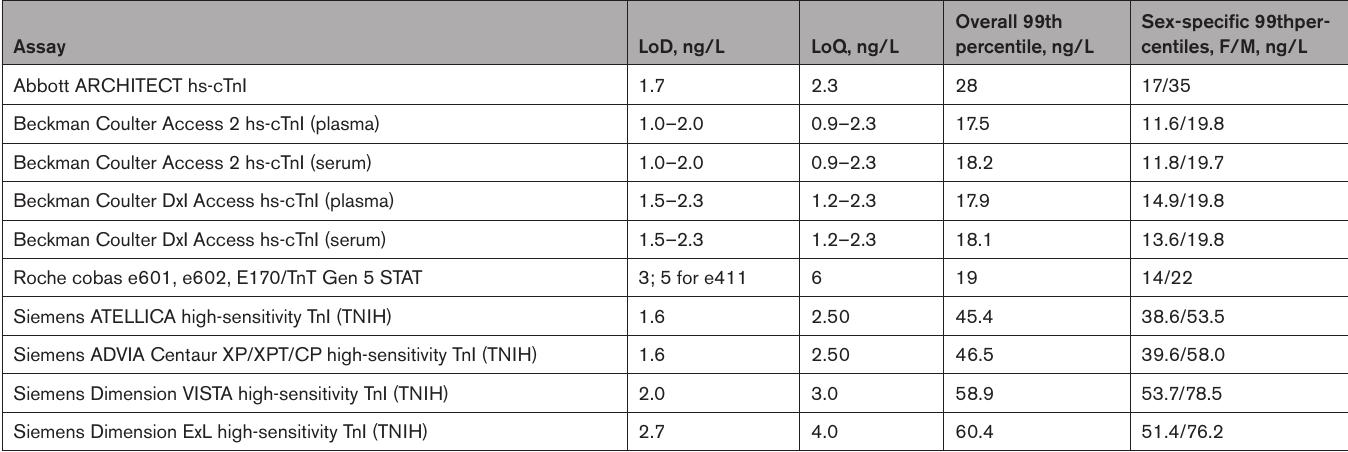 Assay LoD, ng/L LoQ, ng/L Overall 99th percentile, ng/L Sex-specific 99thper-centiles, F/M, ng/L
Abbott ARCHITECT hs-cTnI 1.7 2.3 28 17/35
Beckman Coulter Access 2 hs-cTnI (plasma) 1.0–2.0 0.9–2.3 17.5 11.6/19.8
Beckman Coulter Access 2 hs-cTnI (serum) 1.0–2.0 0.9–2.3 18.2 11.8/19.7
Beckman Coulter DxI Access hs-cTnI (plasma) 1.5–2.3 1.2–2.3 17.9 14.9/19.8
Beckman Coulter DxI Access hs-cTnI (serum) 1.5–2.3 1.2–2.3 18.1 13.6/19.8
Roche cobas e601, e602, E170/TnT Gen 5 STAT 3; 5 for e411 6 19 14/22
Siemens ATELLICA high-sensitivity TnI (TNIH) 1.6 2.50 45.4 38.6/53.5
Siemens ADVIA Centaur XP/XPT/CP high-sensitivity TnI (TNIH) 1.6 2.50 46.5 39.6/58.0
Siemens Dimension VISTA high-sensitivity TnI (TNIH) 2.0 3.0 58.9 53.7/78.5
Siemens Dimension ExL high-sensitivity TnI (TNIH) 2.7 4.0 60.4 51.4/76.2